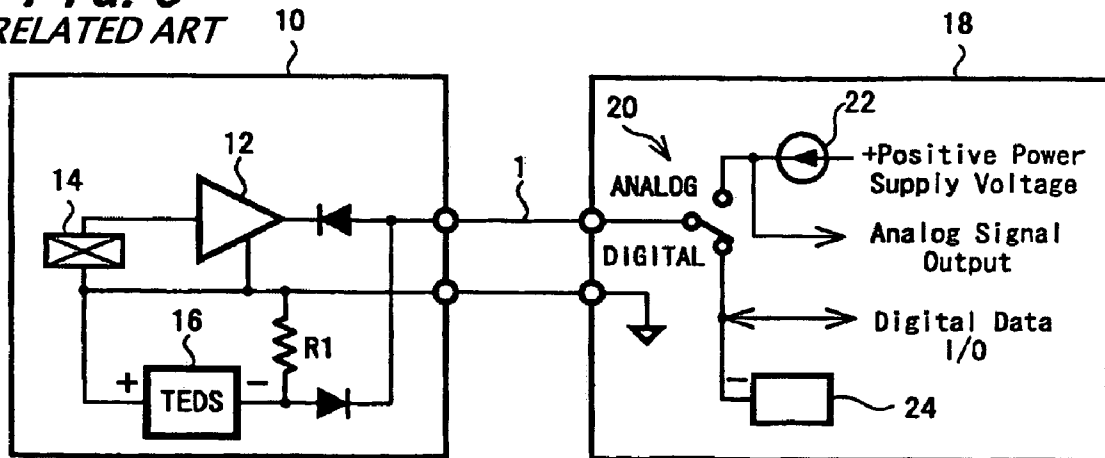 RELATED ART
10
18
12
14
1
20
22
ANALOG
DIGITAL
+Positive Power
Supply Voltage
Analog Signal
Output
Digital Data
I/O
16
R1
+
TEDS
-
-
24